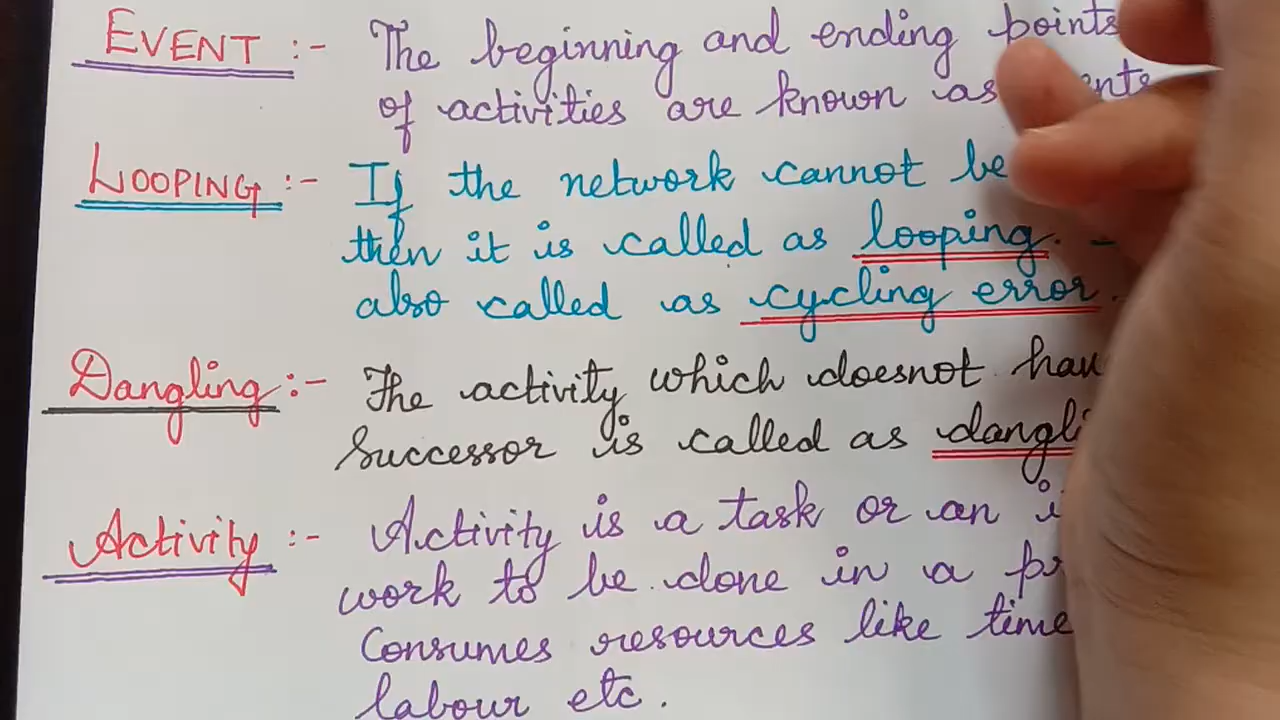 EVENT :- The beginning and ending points
of activities are known as
LOOPING :- If the network cannot be
then it is called as looping.
also called as cycling error.
Dangling :- The activity which doesnot
Successor is called as
Activity :- Activity is a task or an
work to be done in a
Consumes resources like time
labour etc.